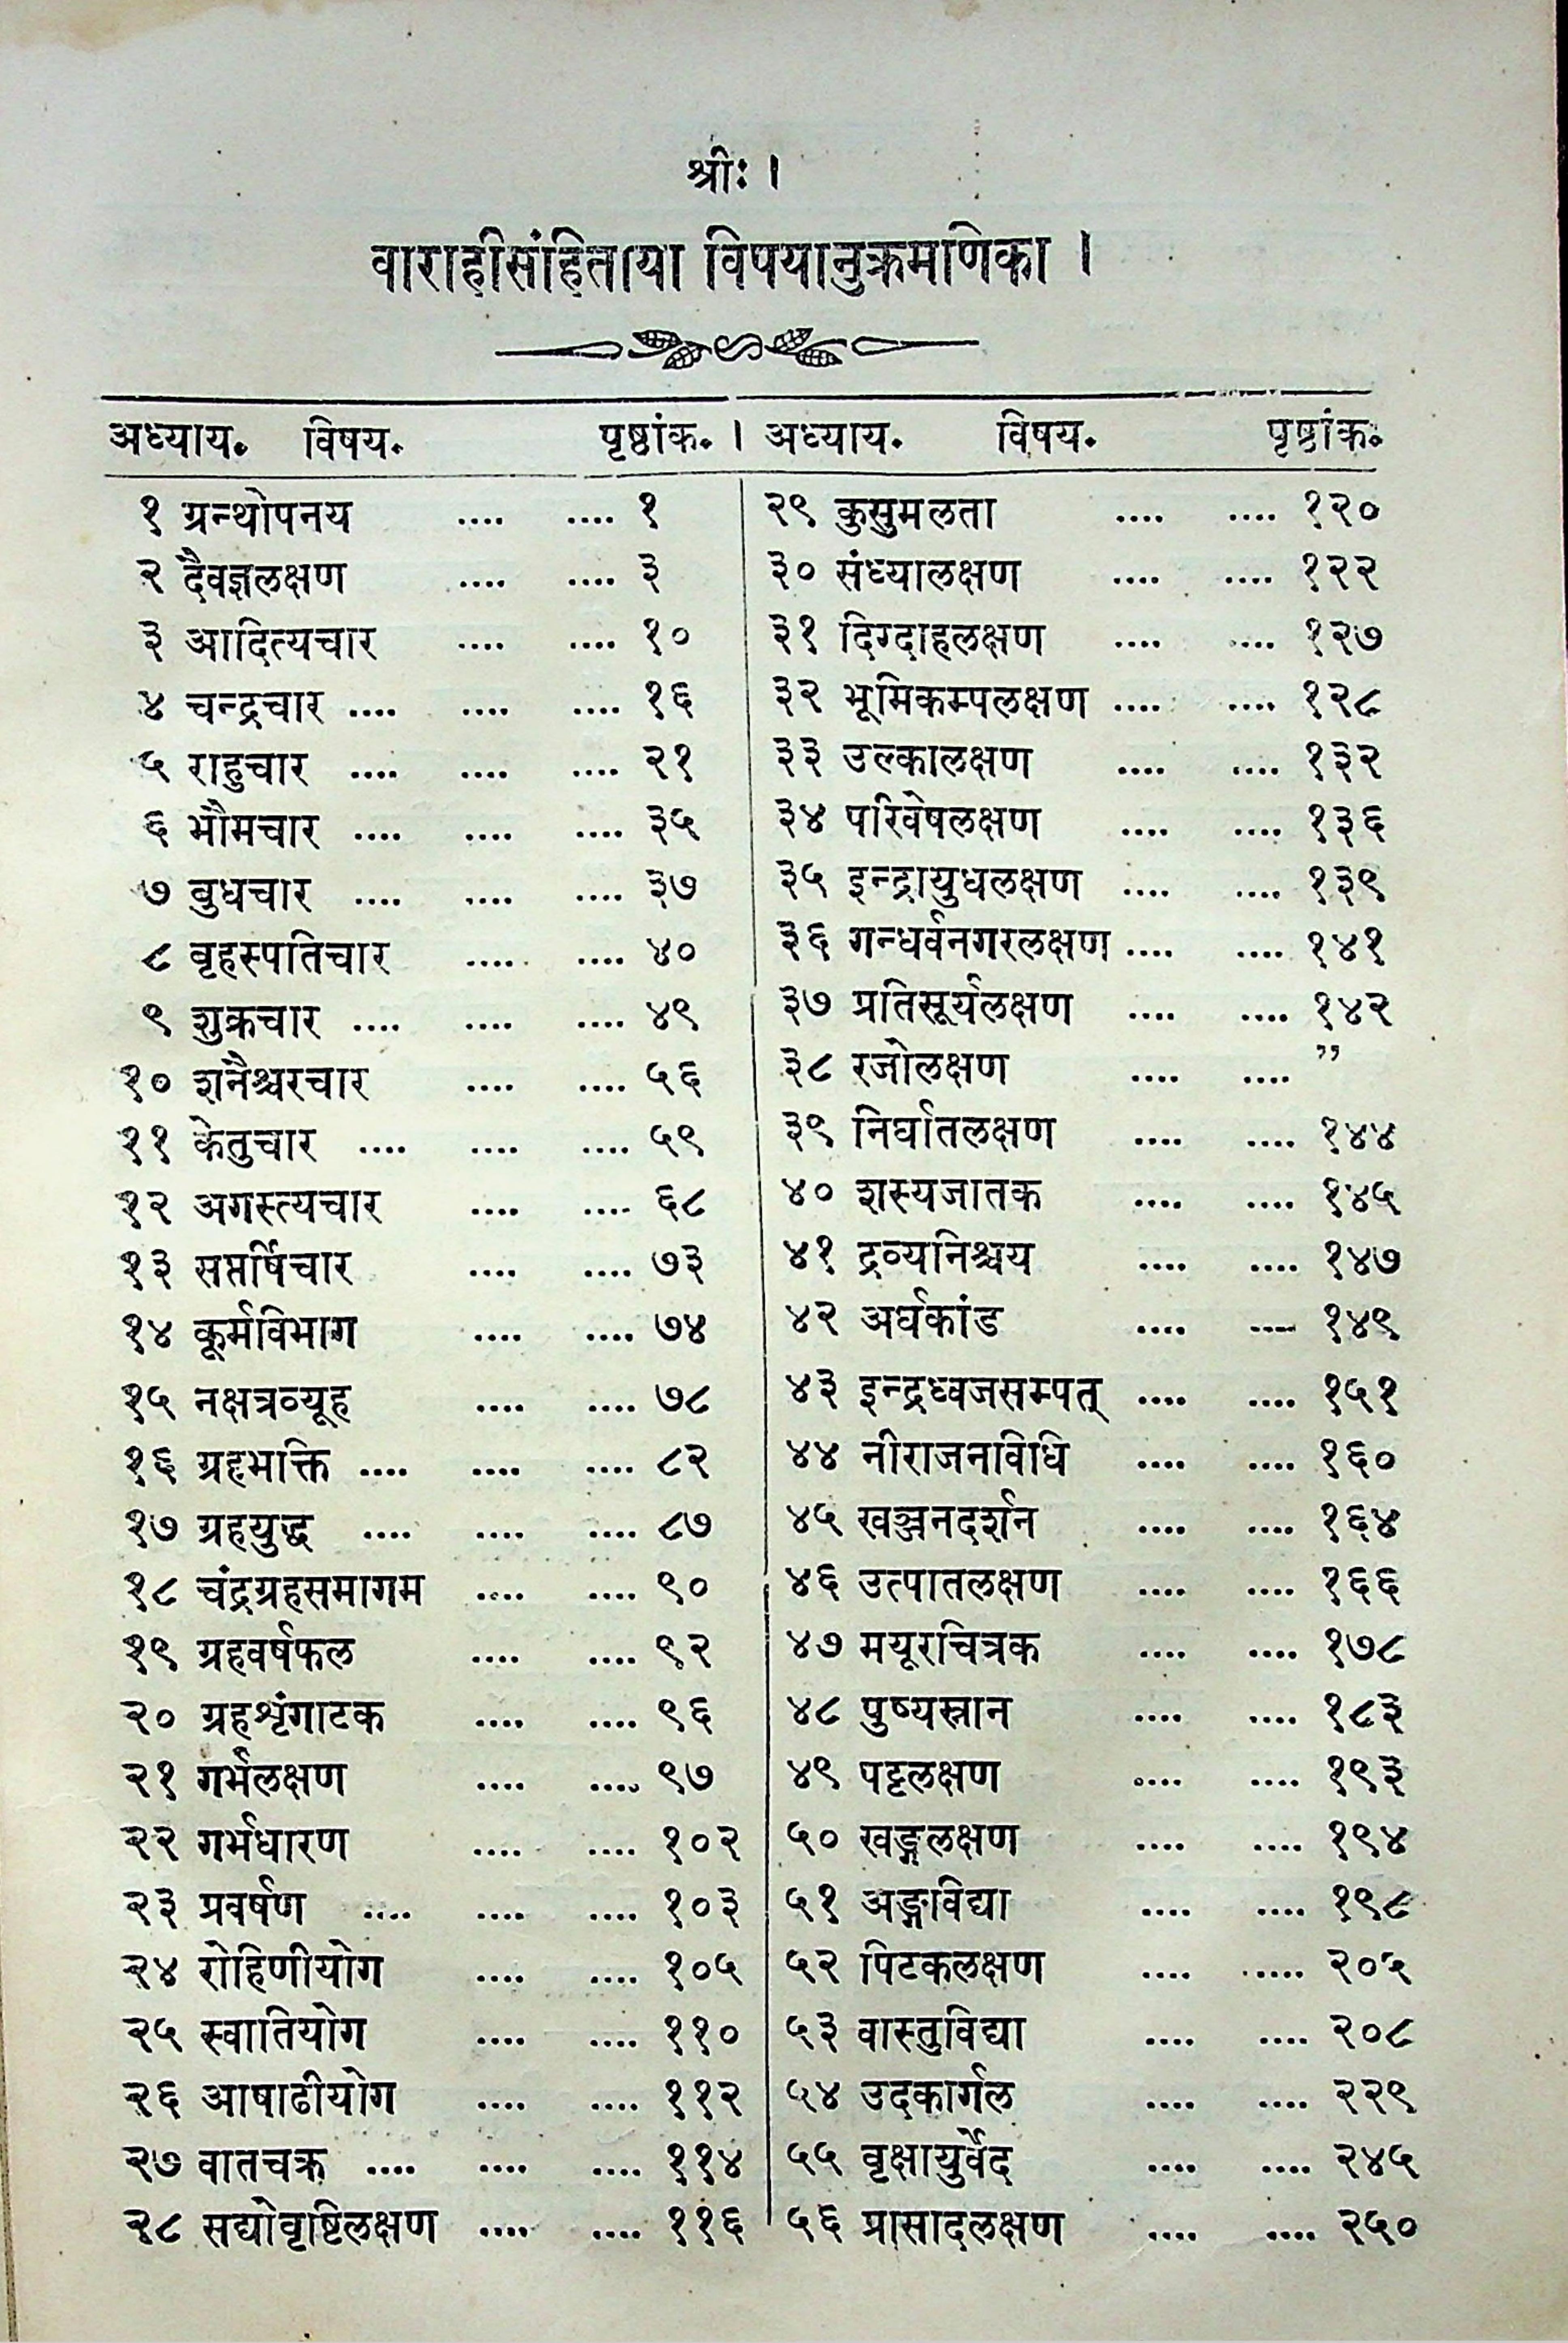 श्रीः ।
वाराहीसंहिताया विषयानुक्रमणिका ।
अध्याय. विषय. पृष्ठांक. ।
१ ग्रन्थोपनय .... .... १
२ दैवज्ञलक्षण .... .... ३
३ आदित्यचार .... .... १०
४ चन्द्रचार .... .... .... १६
५ राहुचार .... .... .... २१
६ भौमचार .... .... .... ३५
७ बुधचार .... .... .... ३७
८ बृहस्पतिचार .... .... ४०
९ शुक्रचार .... .... .... ४९
१० शनैश्चरचार .... .... ५६
११ केतुचार .... .... .... ५९
१२ अगस्त्यचार .... .... ६८
१३ सप्तर्षिचार .... .... ७३
१४ कूर्मविभाग .... .... ७४
१५ नक्षत्रव्यूह .... .... ७८
१६ ग्रहभक्ति .... .... .... ८२
१७ ग्रहयुद्ध .... .... .... ८७
१८ चंद्रग्रहसमागम .... .... ९०
१९ ग्रहवर्षफल .... .... ९२
२० ग्रहशृंगाटक .... .... ९६
२१ गर्भलक्षण .... .... ९७
२२ गर्भधारण .... .... १०२
२३ प्रवर्षण .... .... .... १०३
२४ रोहिणीयोग .... .... १०५
२५ स्वातियोग .... .... ११०
२६ आषाढीयोग .... .... ११२
२७ वातचक्र .... .... .... ११४
२८ सद्योवृष्टिलक्षण .... .... ११६
अध्याय. विषय. पृष्ठांक.
२९ कुसुमलता .... .... १२०
३० संध्यालक्षण .... .... १२२
३१ दिग्दाहलक्षण .... .... १२७
३२ भूमिकम्पलक्षण .... .... १२८
३३ उल्कालक्षण .... .... १३२
३४ परिवेषलक्षण .... .... १३६
३५ इन्द्रायुधलक्षण .... .... १३९
३६ गन्धर्वनगरलक्षण .... .... १४१
३७ प्रतिसूर्यलक्षण .... .... १४२
३८ रजोलक्षण .... .... ”
३९ निर्घातलक्षण .... .... १४४
४० शस्यजातक .... .... १४५
४१ द्रव्यनिश्चय .... .... १४७
४२ अर्घकांड .... .... १४९
४३ इन्द्रध्वजसम्पत् .... .... १५१
४४ नीराजनविधि .... .... १६०
४५ खञ्जनदर्शन .... .... १६४
४६ उत्पातलक्षण .... .... १६६
४७ मयूरचित्रक .... .... १७८
४८ पुष्यस्नान .... .... १८३
४९ पट्टलक्षण .... .... १९३
५० खड्गलक्षण .... .... १९४
५१ अङ्गविद्या .... .... १९८
५२ पिटकलक्षण .... .... २०५
५३ वास्तुविद्या .... .... २०८
५४ उदकार्गल .... .... २२९
५५ वृक्षायुर्वेद .... .... २४५
५६ प्रासादलक्षण .... .... २५०